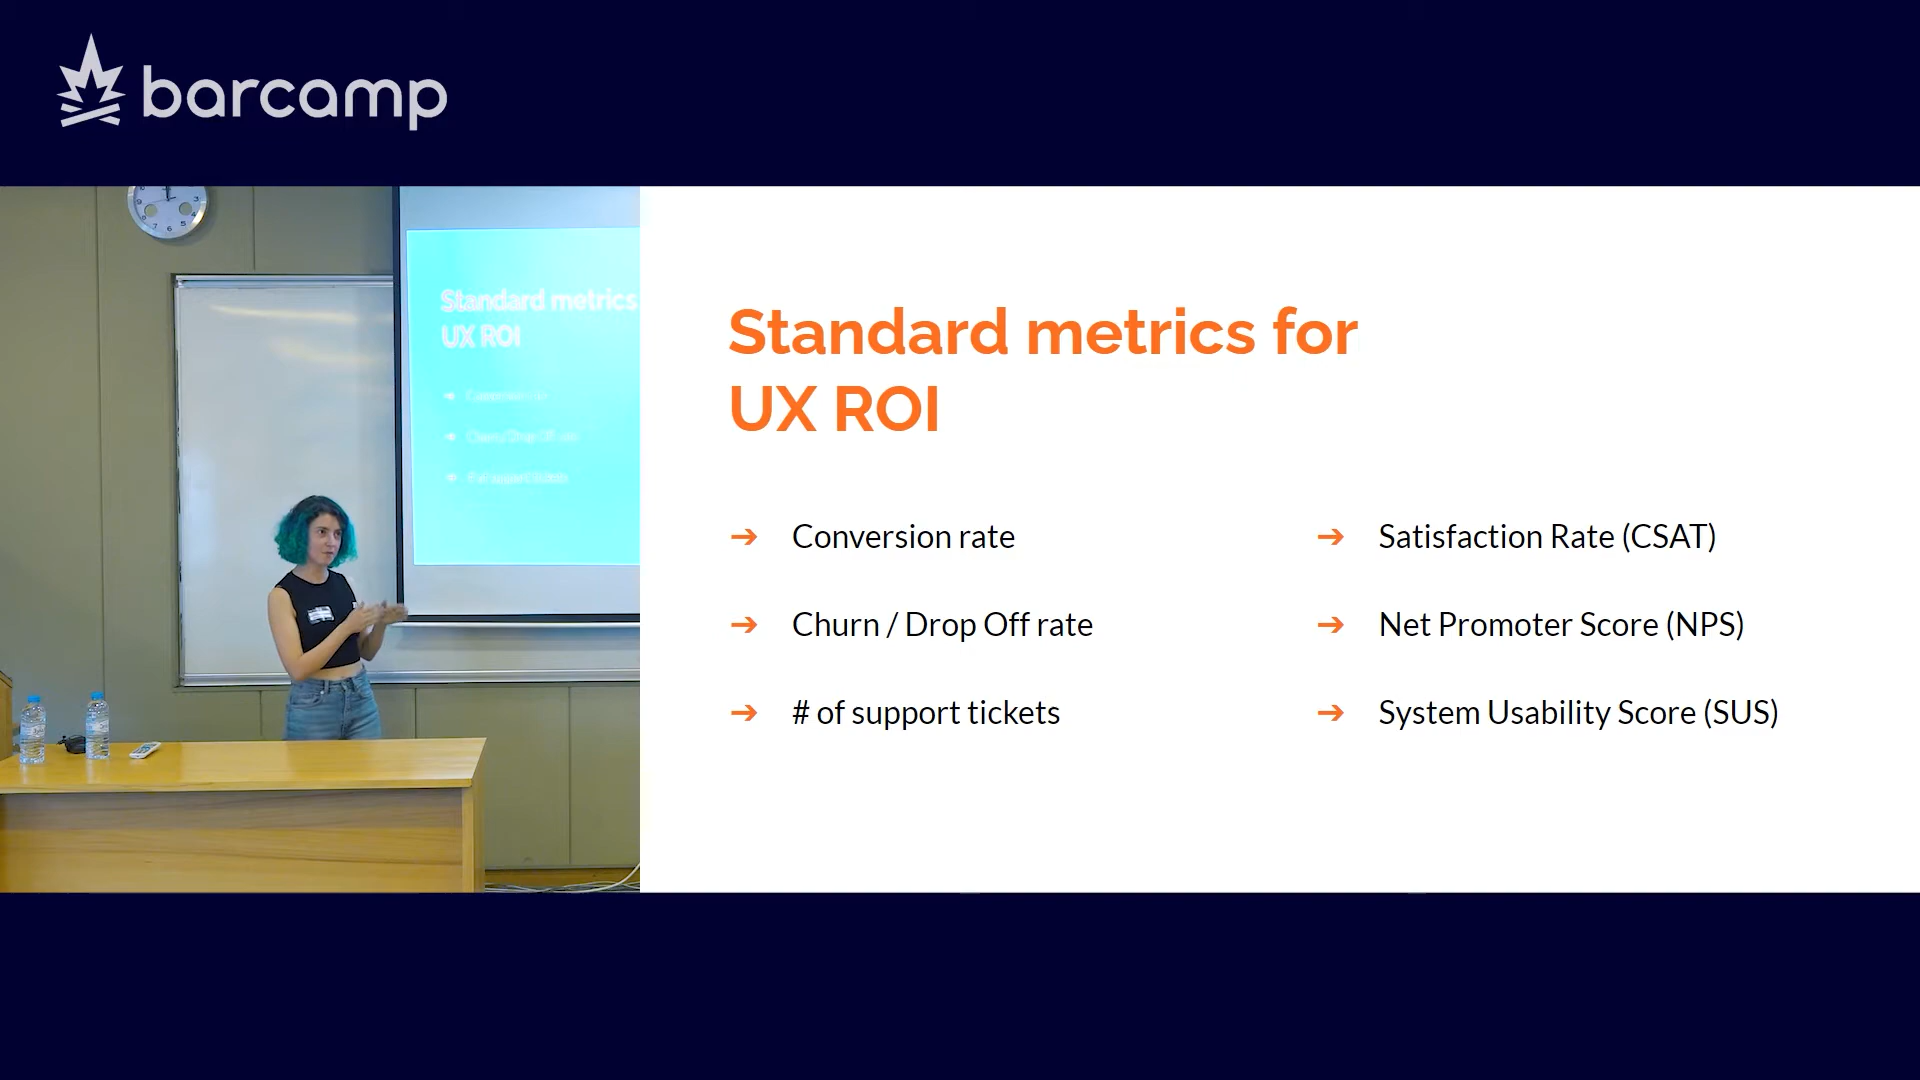 barcamp
Standard metrics
UX ROI
Standard metrics for
UX ROI
➔ Conversion rate
➔ Churn / Drop Off rate
➔ # of support tickets
➔ Satisfaction Rate (CSAT)
➔ Net Promoter Score (NPS)
➔ System Usability Score (SUS)